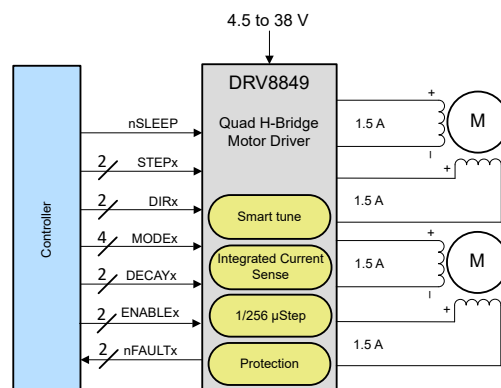 4.5 to 38 V
DRV8849
Quad H-Bridge
Motor Driver
Controller
nSLEEP
2
STEPx
2
DIRx
4
MODEx
2
DECAYx
2
ENABLEx
2
nFAULTx
Smart tune
Integrated Current
Sense
1/256 µStep
Protection
+
1.5 A
–
M
+
1.5 A
+
1.5 A
–
M
+
1.5 A